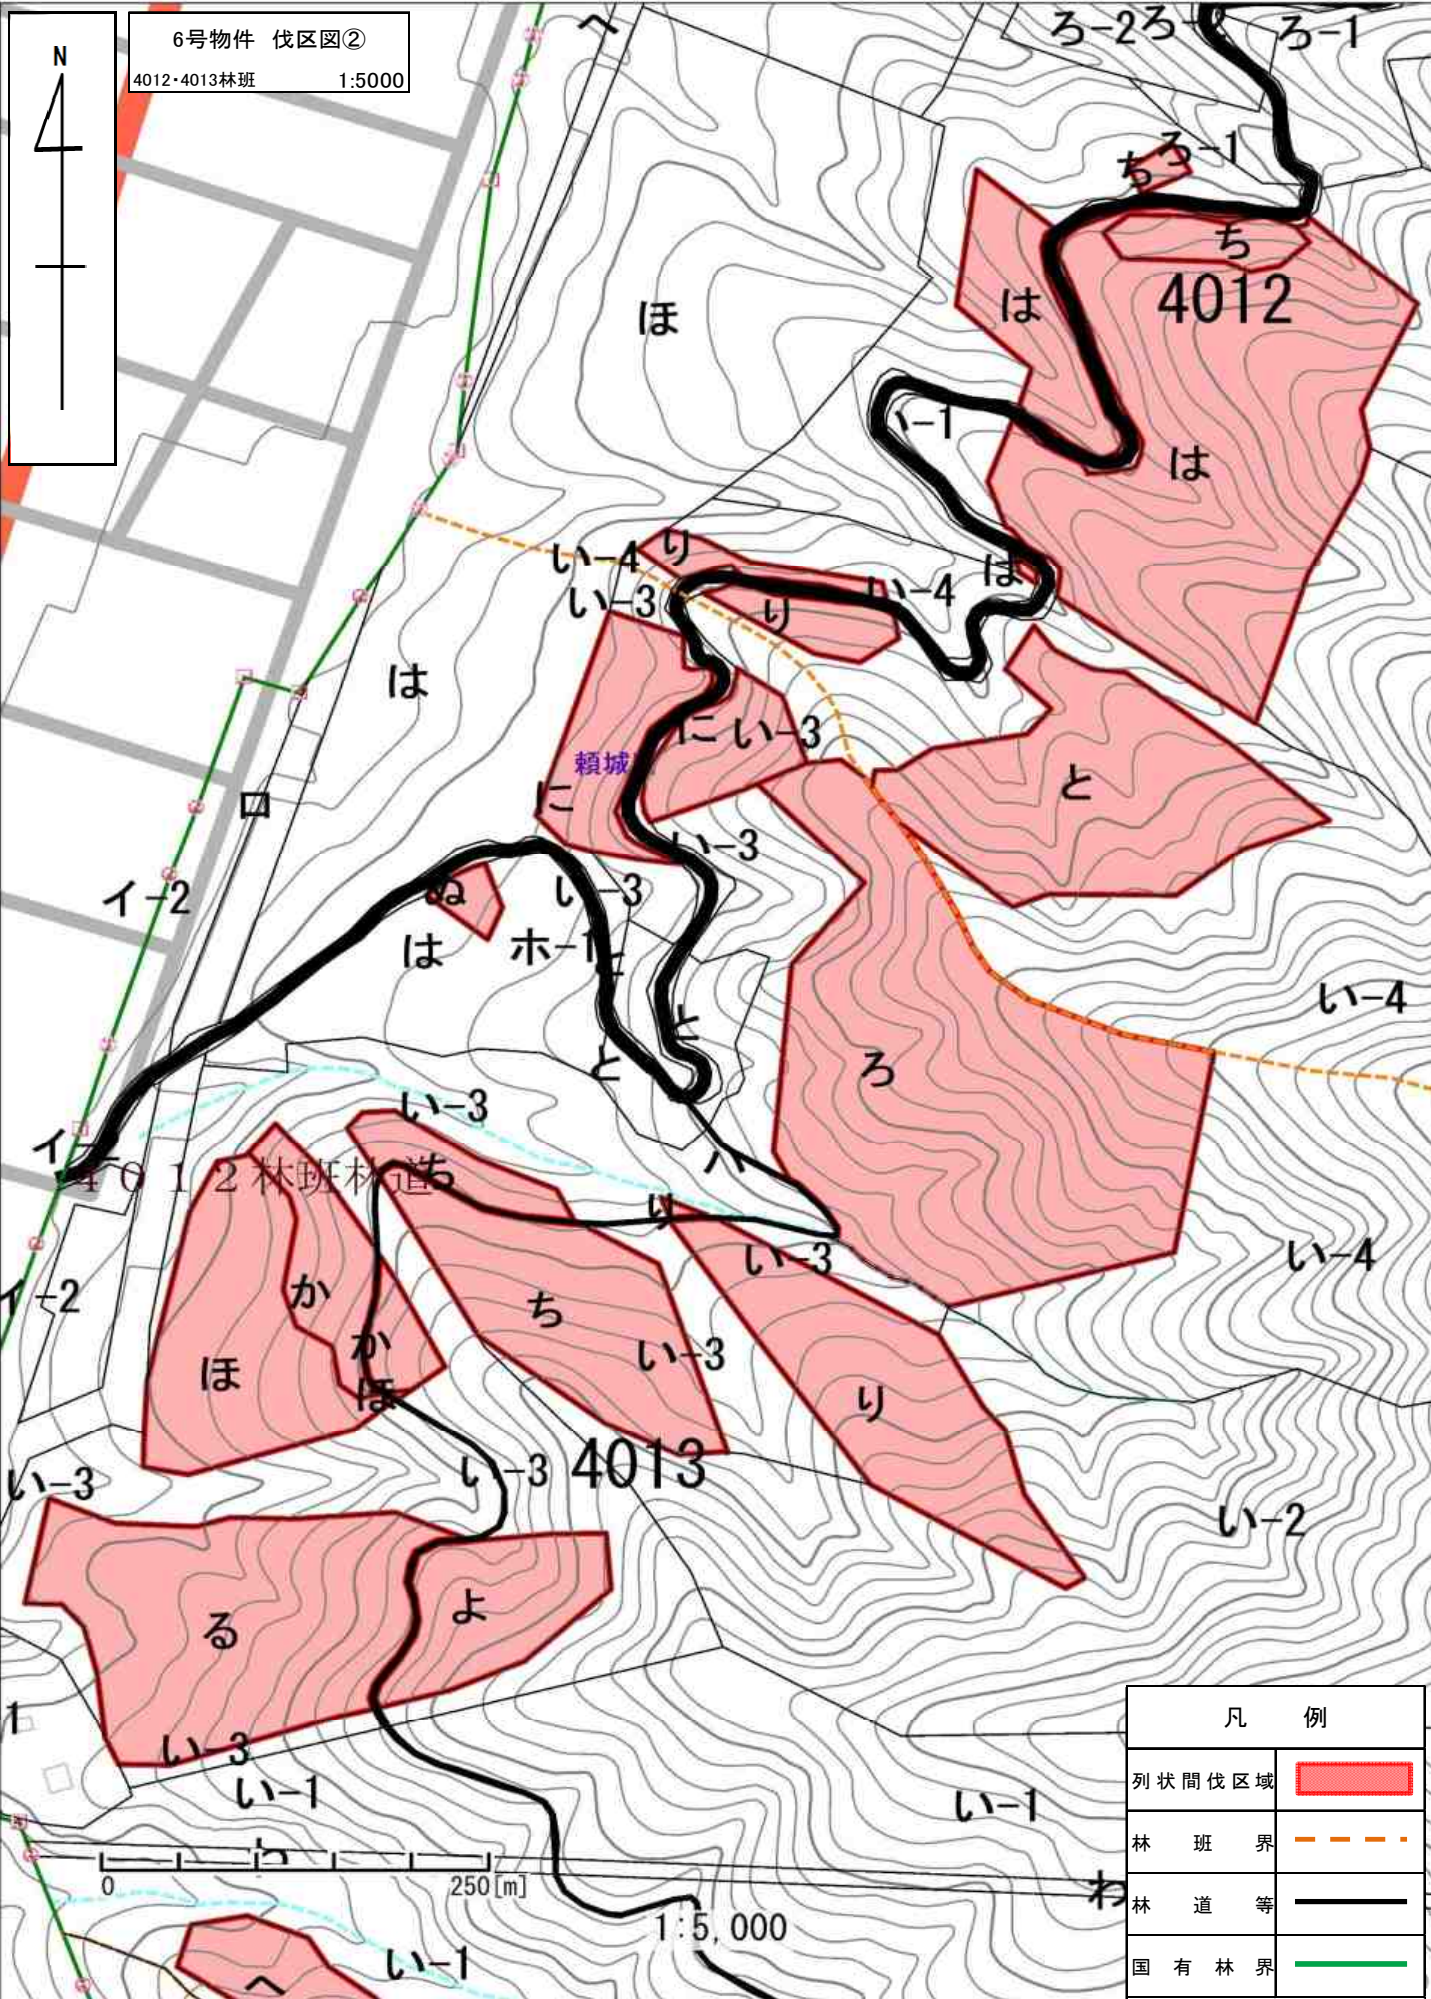 N
6号物件 伐区図②
4012・4013林班 1:5000
へ
ろ-2
ろ-1
ち
ろ-1
ち
4012
は
ほ
は
い-4
り
い-4
は
い-3
り
は
に
い-3
と
頼城
に
ロ
い-3
イ-2
ぬ
い-3
は
ホ-1
い-4
と
と
ろ
い-3
ハ
4012林班林道
ち
り
い-3
い-4
イ-2
か
ち
か
い-3
ほ
ほ
り
4013
い-3
い-3
い-2
る
よ
1
い-3
い-1
い-1
わ
0
250[m]
1:5,000
い-1
へ
凡例
列状間伐区域
林班界
林道等
国有林界